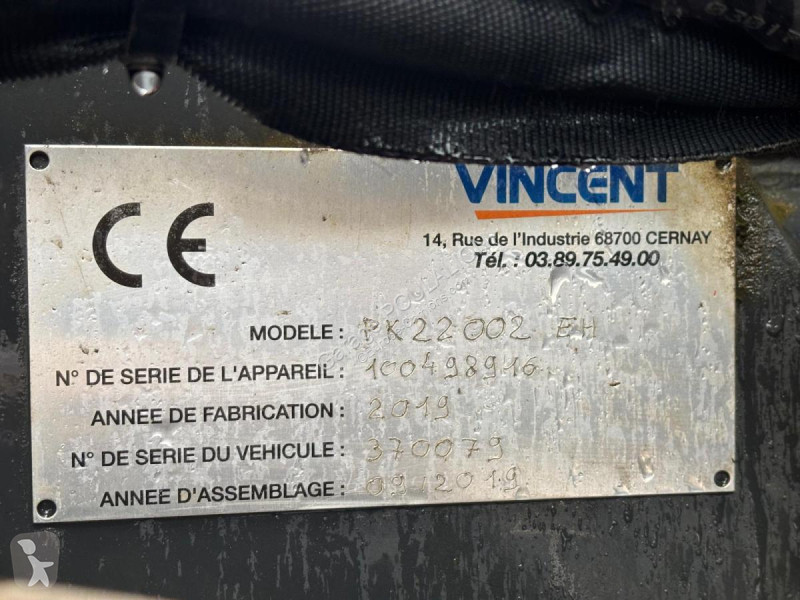 VINCENT
CE
14, Rue de l'Industrie 68700 CERNAY
Tél. : 03.89.75.49.00
MODELE : PK22002 EH
N° DE SERIE DE L'APPAREIL : 100498916
ANNEE DE FABRICATION : 2019
N° DE SERIE DU VEHICULE : 370079
ANNEE D'ASSEMBLAGE : 09/2019